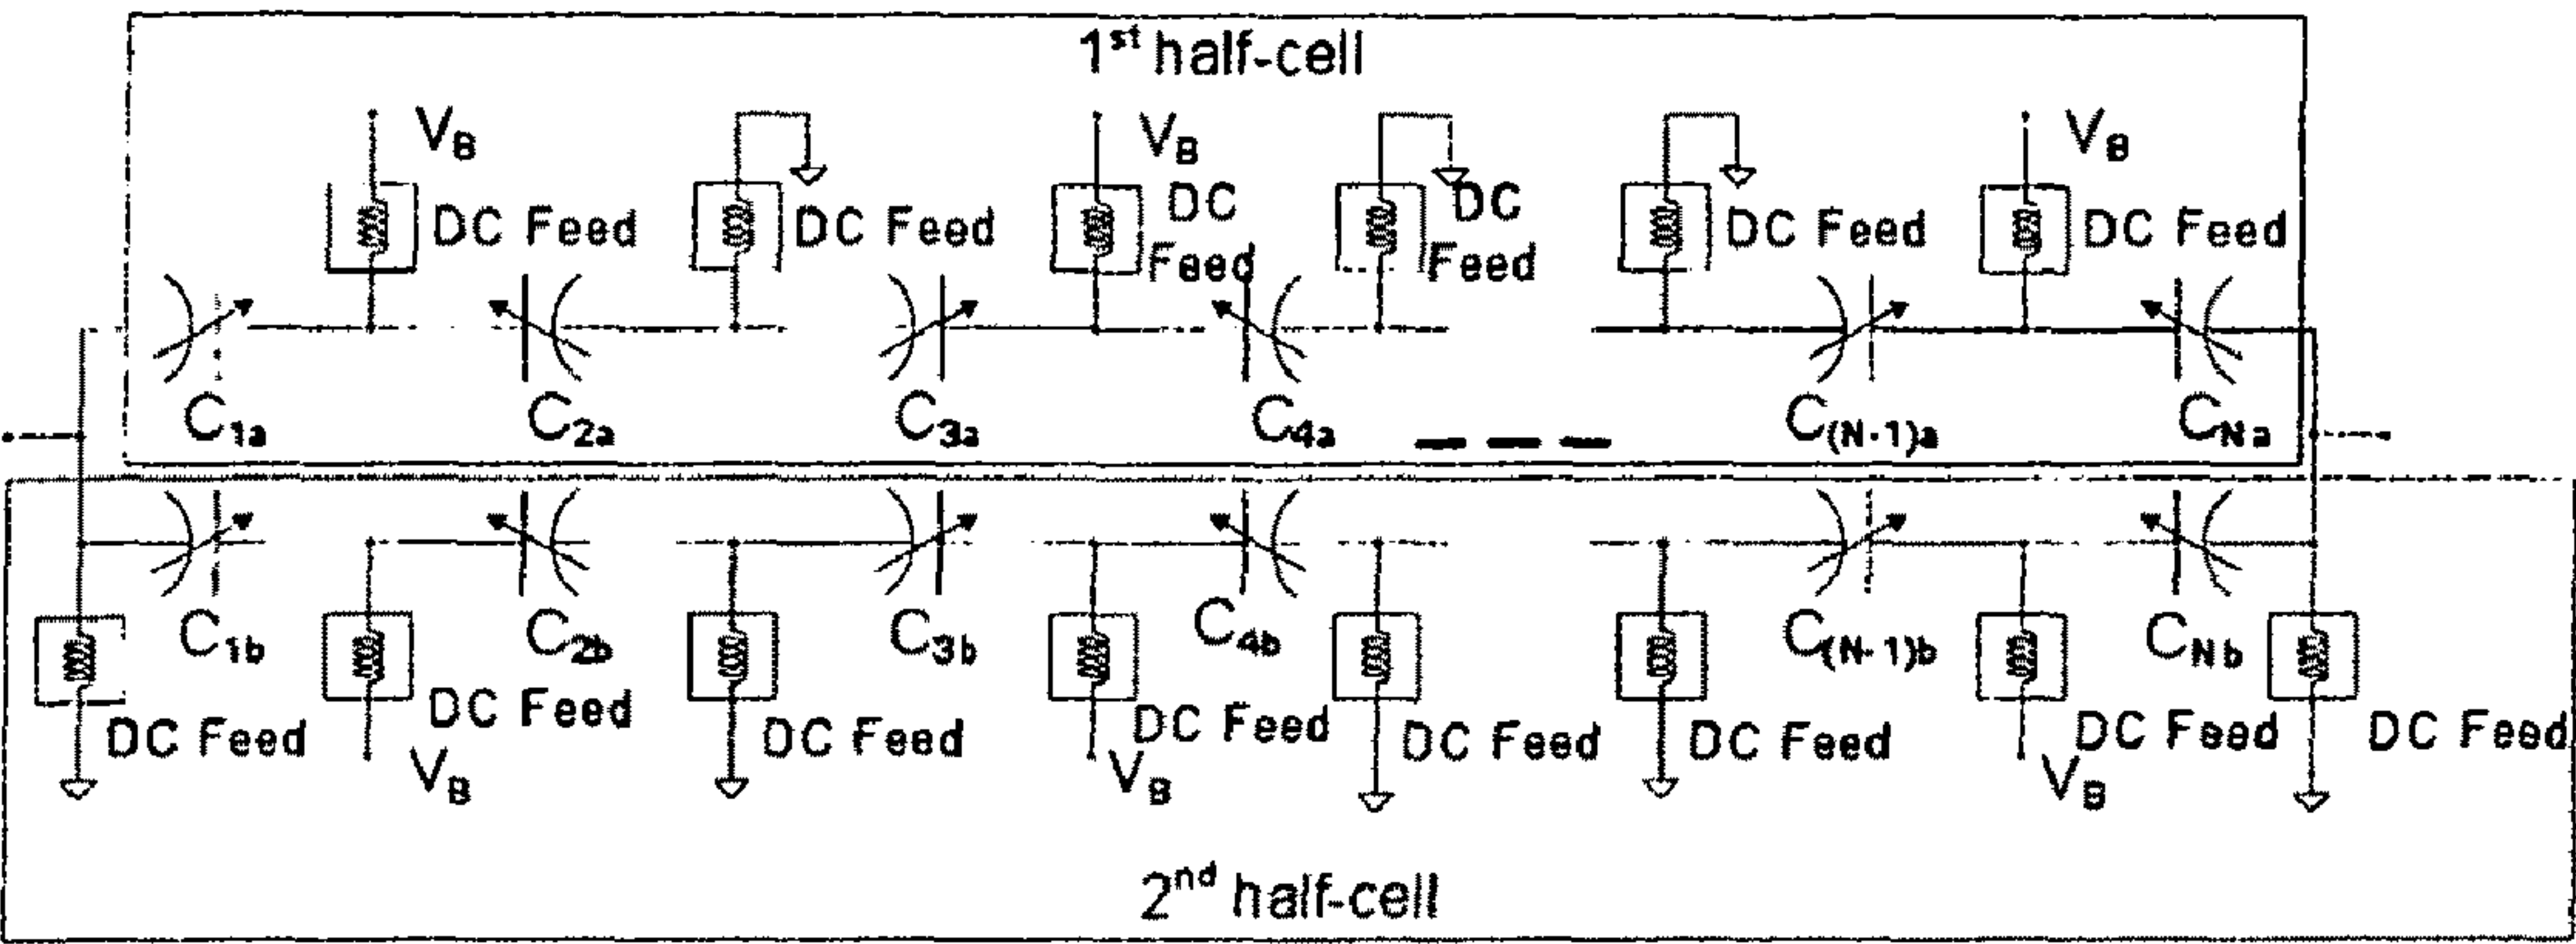 1st half-cell
VB VB VB
DC Feed DC Feed DC Feed DC Feed DC Feed DC Feed
C1a C2a C3a C4a C(N-1)a CNa
C1b C2b C3b C4b C(N-1)b CNb
DC Feed DC Feed DC Feed DC Feed DC Feed DC Feed DC Feed DC Feed
VB VB VB
2nd half-cell